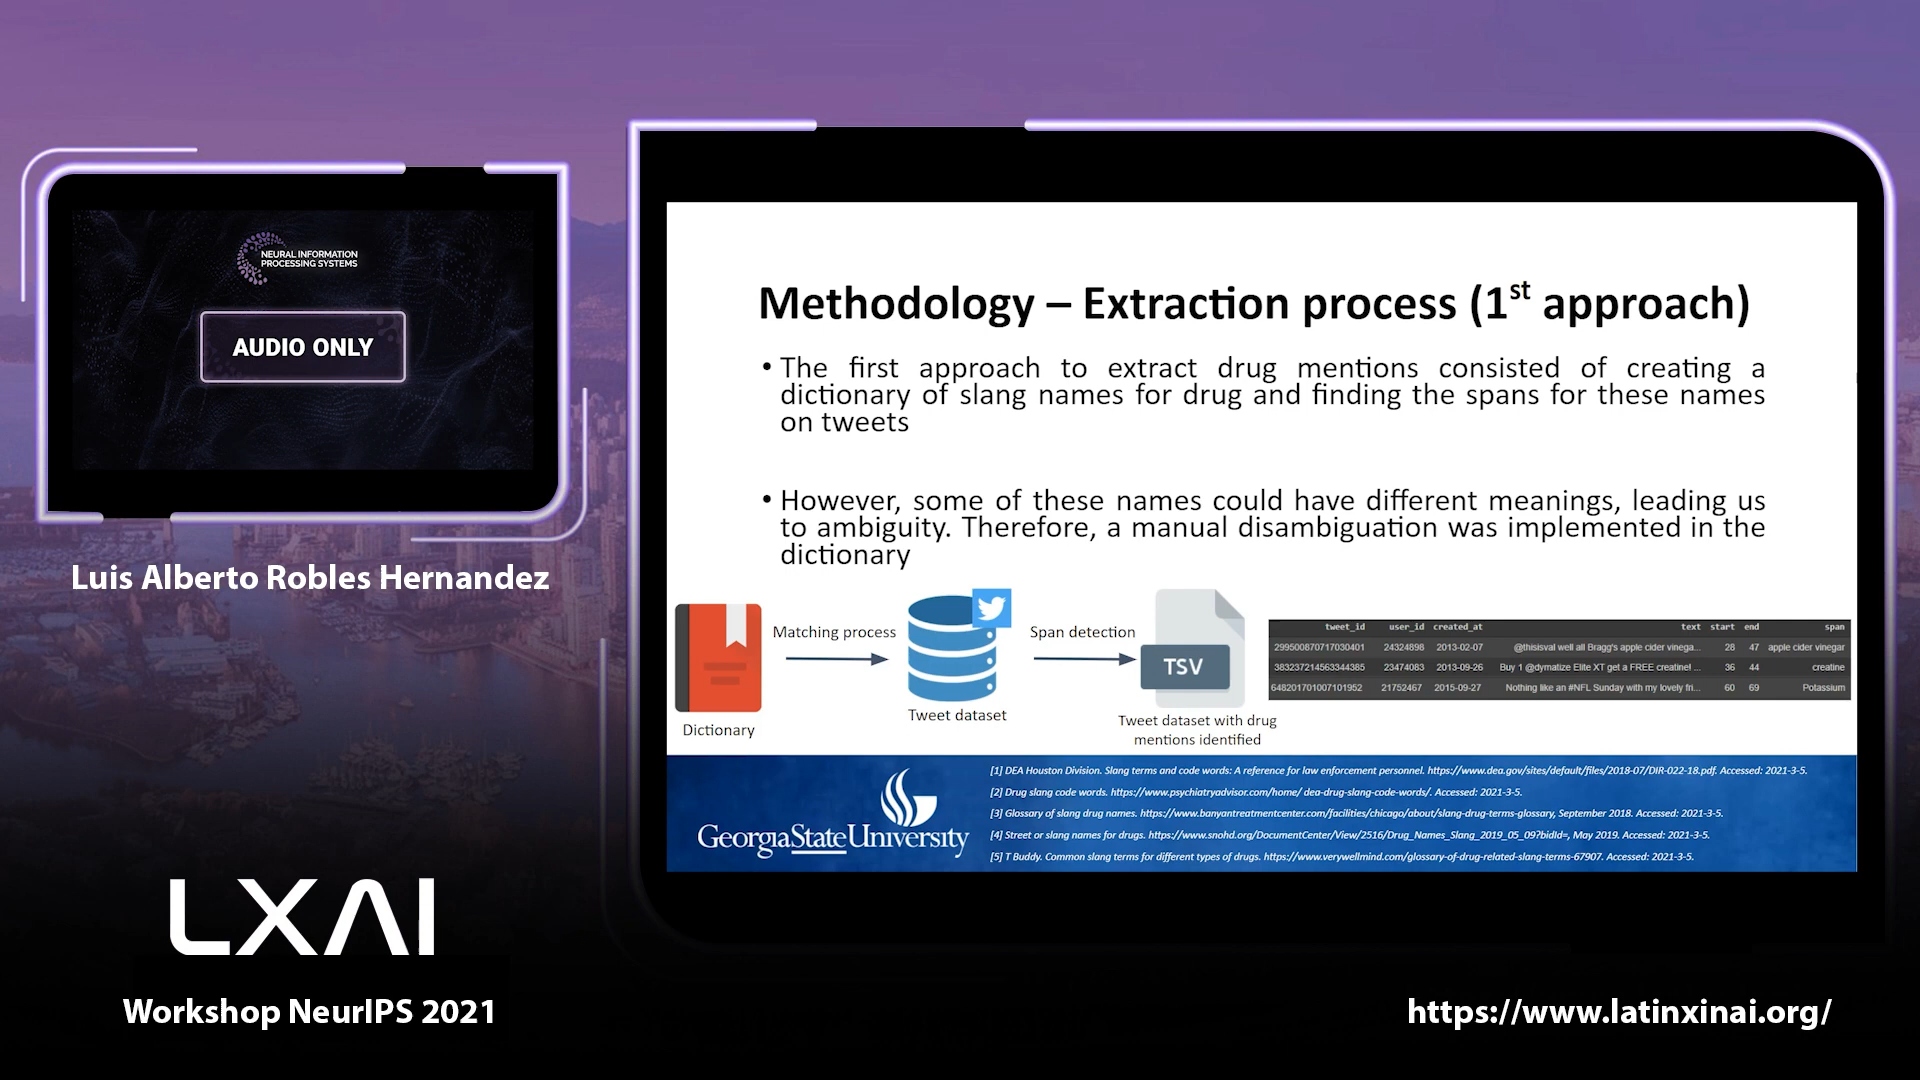 NEURAL INFORMATION
PROCESSING SYSTEMS
AUDIO ONLY
Luis Alberto Robles Hernandez
LXAI
Workshop NeurIPS 2021
Methodology – Extraction process (1st approach)
• The first approach to extract drug mentions consisted of creating a
dictionary of slang names for drug and finding the spans for these names
on tweets
• However, some of these names could have different meanings, leading us
to ambiguity. Therefore, a manual disambiguation was implemented in the
dictionary
Dictionary
Matching process
Tweet dataset
Span detection
TSV
Tweet dataset with drug
mentions identified
tweet_id user_id created_at text start end span
299500870717030401 24324898 2013-02-07 @thisisval well all Bragg's apple cider vinega... 28 47 apple cider vinegar
383237214563344385 23474083 2013-09-26 Buy 1 @dymatize Elite XT get a FREE creatine! ... 36 44 creatine
648201701007101952 21752467 2015-09-27 Nothing like an #NFL Sunday with my lovely fri... 60 69 Potassium
GeorgiaStateUniversity
[1] DEA Houston Division. Slang terms and code words: A reference for law enforcement personnel. https://www.dea.gov/sites/default/files/2018-07/DIR-022-18.pdf. Accessed: 2021-3-5.
[2] Drug slang code words. https://www.psychiatryadvisor.com/home/ dea-drug-slang-code-words/. Accessed: 2021-3-5.
[3] Glossary of slang drug names. https://www.banyantreatmentcenter.com/facilities/chicago/about/slang-drug-terms-glossary, September 2018. Accessed: 2021-3-5.
[4] Street or slang names for drugs. https://www.snohd.org/DocumentCenter/View/2516/Drug_Names_Slang_2019_05_09?bidId=, May 2019. Accessed: 2021-3-5.
[5] T Buddy. Common slang terms for different types of drugs. https://www.verywellmind.com/glossary-of-drug-related-slang-terms-67907. Accessed: 2021-3-5.
https://www.latinxinai.org/